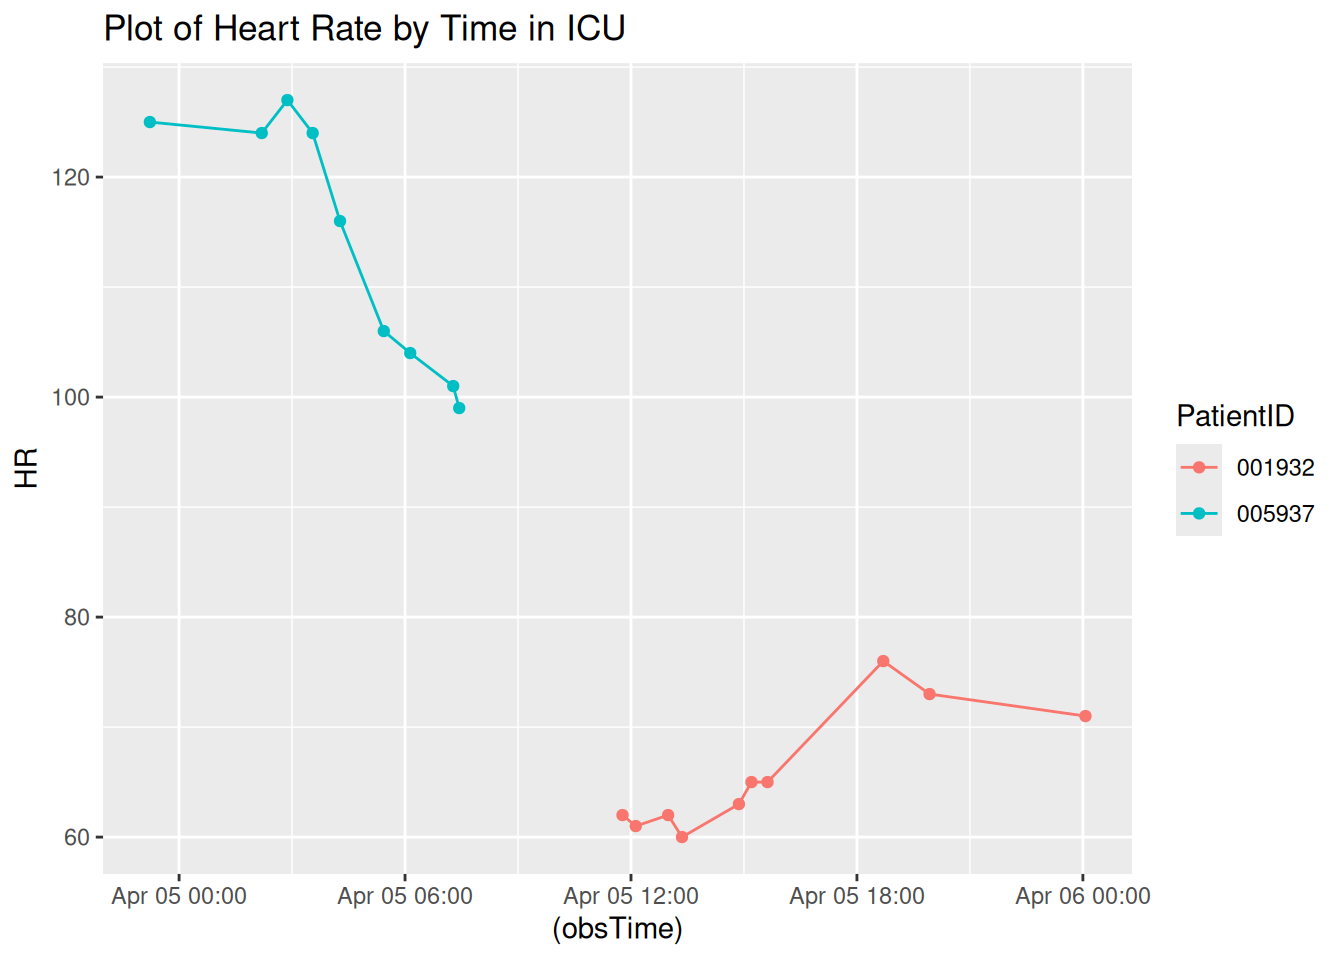 Plot of Heart Rate by Time in ICU
120
100
80
60
HR
Apr 05 00:00
Apr 05 06:00
Apr 05 12:00
Apr 05 18:00
Apr 06 00:00
(obsTime)
PatientID
001932
005937